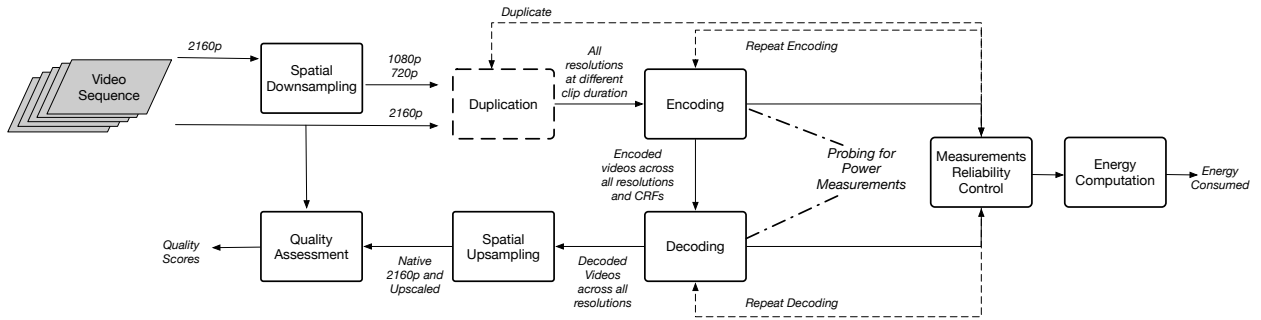 Duplicate
2160p
Video
Sequence
Spatial
Downsampling
1080p
720p
2160p
Duplication
All
resolutions
at different
clip duration
Encoding
Repeat Encoding
Encoded
videos across
all resolutions
and CRFs
Probing for
Power
Measurements
Measurements
Reliability
Control
Energy
Computation
Energy
Consumed
Quality
Scores
Quality
Assessment
Native
2160p and
Upscaled
Spatial
Upsampling
Decoded
Videos
across all
resolutions
Decoding
Repeat Decoding